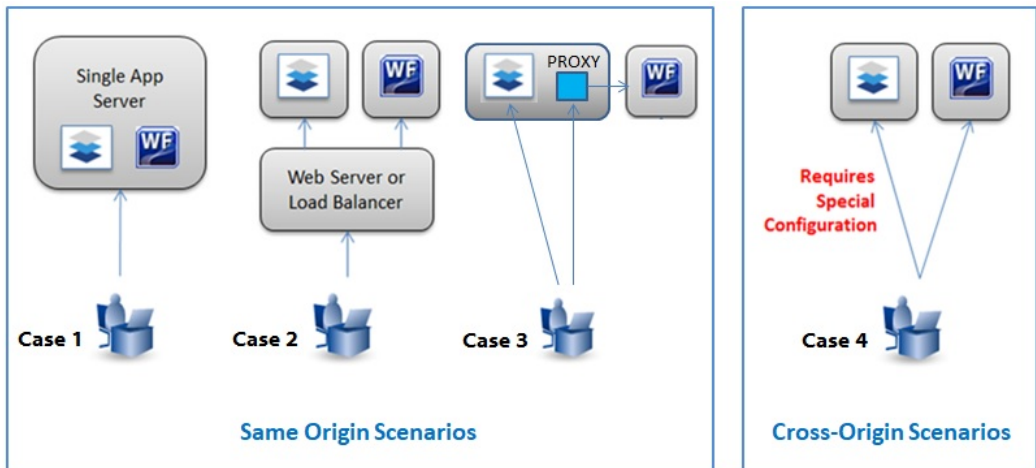 Single App
Server
WF
Case 1
WF
Web Server or
Load Balancer
Case 2
PROXY
WF
Case 3
Same Origin Scenarios
WF
Requires
Special
Configuration
Case 4
Cross-Origin Scenarios